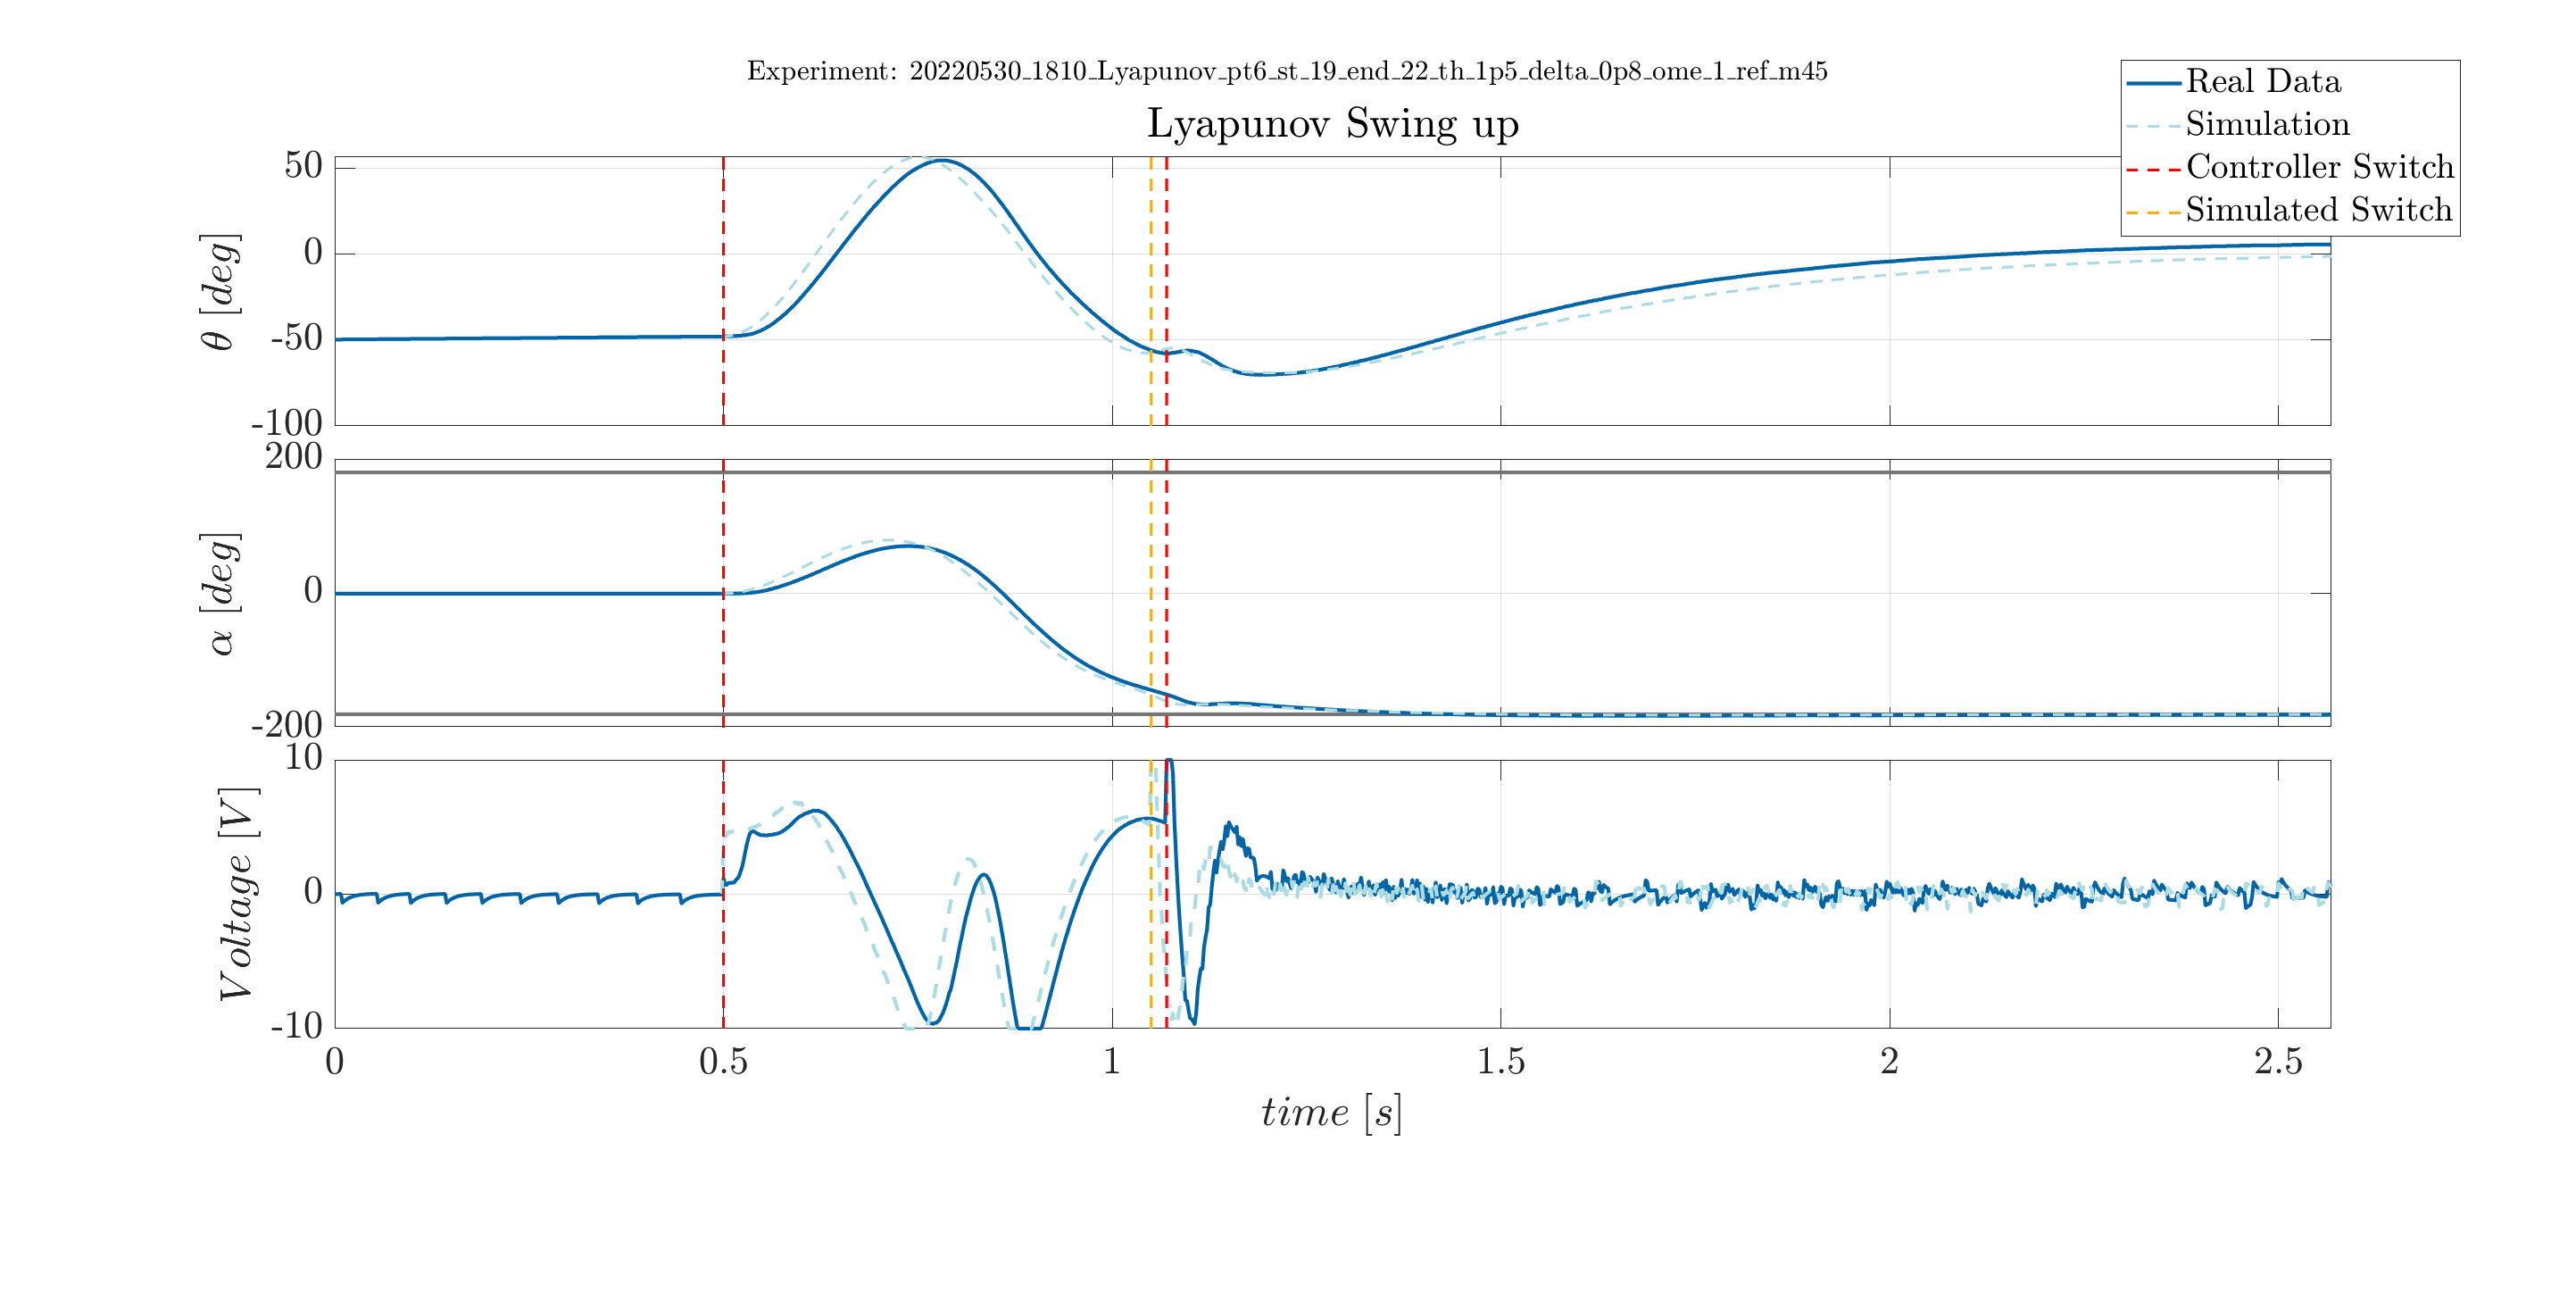 Experiment: 20220530_1810_Lyapunov_pt6_st_19_end_22_th_1p5_delta_0p8_ome_1_ref_m45
Lyapunov Swing up
Real Data
Simulation
Controller Switch
Simulated Switch
50
0
-50
-100
θ [deg]
200
0
-200
α [deg]
10
0
-10
Voltage [V]
0
0.5
1
1.5
2
2.5
time [s]